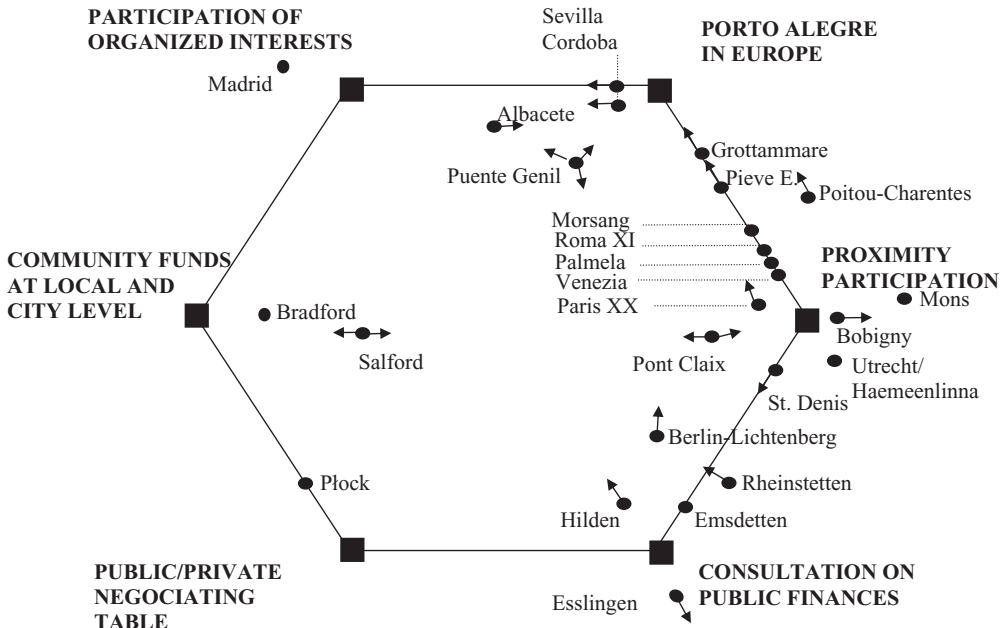 PARTICIPATION OF
ORGANIZED INTERESTS
Madrid
Sevilla
Cordoba
PORTO ALEGRE
IN EUROPE
Albacete
Puente Genil
Grottammare
Pieve E.
Poitou-Charentes
Morsang
Roma XI
Palmela
Venezia
Paris XX
COMMUNITY FUNDS
AT LOCAL AND
CITY LEVEL
Bradford
Salford
PROXIMITY
PARTICIPATION
Mons
Bobigny
Pont Claix
Utrecht/
Haemeenlinna
St. Denis
Berlin-Lichtenberg
Płock
Rheinstetten
Hilden
Emsdetten
PUBLIC/PRIVATE
NEGOCIATING
TABLE
Esslingen
CONSULTATION ON
PUBLIC FINANCES